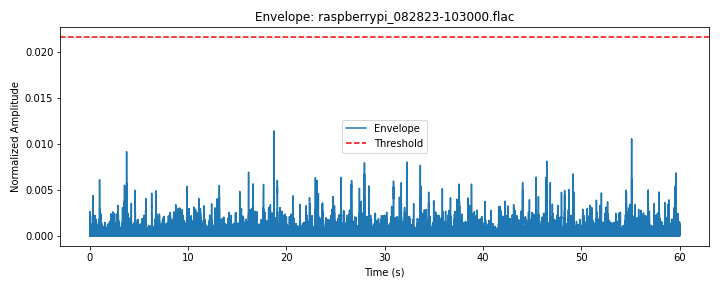 Envelope: raspberrypi_082823-103000.flac
Normalized Amplitude
0.020
0.015
0.010
0.005
0.000
Envelope
Threshold
0
10
20
30
40
50
60
Time (s)